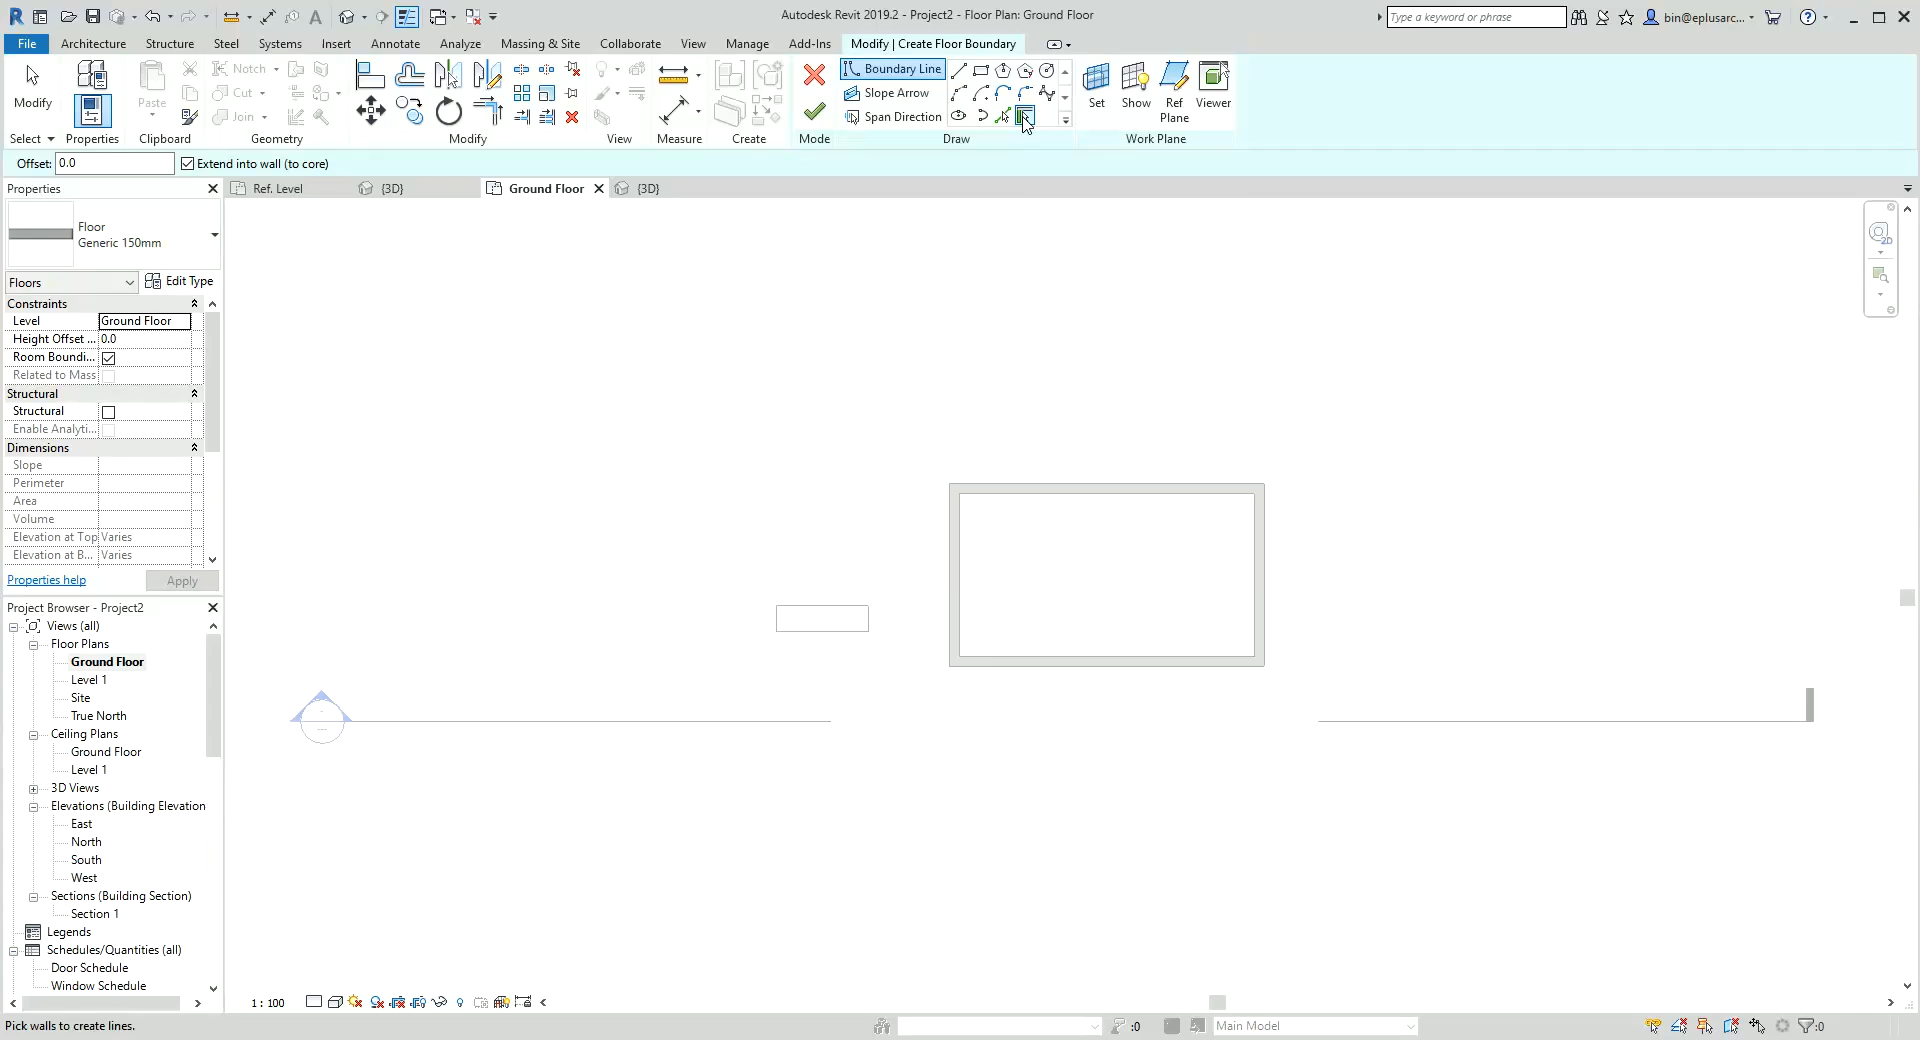 Autodesk Revit 2019.2 - Project2 - Floor Plan: Ground Floor
Type a keyword or phrase
bin@eplusarc...
File Architecture Structure Steel Systems Insert Annotate Analyze Massing & Site Collaborate View Manage Add-Ins Modify | Create Floor Boundary
Modify
Paste
Notch
Cut
Join
Boundary Line
Slope Arrow
Span Direction
Set
Show
Ref
Plane
Viewer
Select Properties Clipboard Geometry Modify View Measure Create Mode Draw Work Plane
Offset: 0.0 Extend into wall (to core)
Properties
Ref. Level {3D} Ground Floor {3D}
Floor
Generic 150mm
Floors Edit Type
Constraints
Level Ground Floor
Height Offset ... 0.0
Room Boundi...
Related to Mass
Structural
Structural
Enable Analyti...
Dimensions
Slope
Perimeter
Area
Volume
Elevation at Top Varies
Elevation at B... Varies
Properties help Apply
Project Browser - Project2
Views (all)
Floor Plans
Ground Floor
Level 1
Site
True North
Ceiling Plans
Ground Floor
Level 1
3D Views
Elevations (Building Elevation
East
North
South
West
Sections (Building Section)
Section 1
Legends
Schedules/Quantities (all)
Door Schedule
Window Schedule
2D
1 : 100
Pick walls to create lines.
:0
Main Model
:0